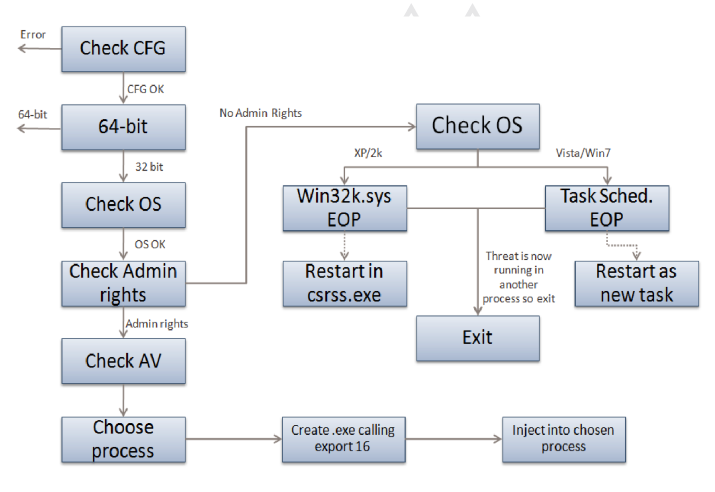 Error
Check CFG
CFG OK
64-bit
64-bit
32 bit
Check OS
OS OK
Check Admin
rights
No Admin Rights
Check OS
XP/2k
Vista/Win7
Win32k.sys
EOP
Task Sched.
EOP
Restart in
csrss.exe
Threat is now
running in
another
process so exit
Restart as
new task
Exit
Admin rights
Check AV
Choose
process
Create .exe calling
export 16
Inject into chosen
process